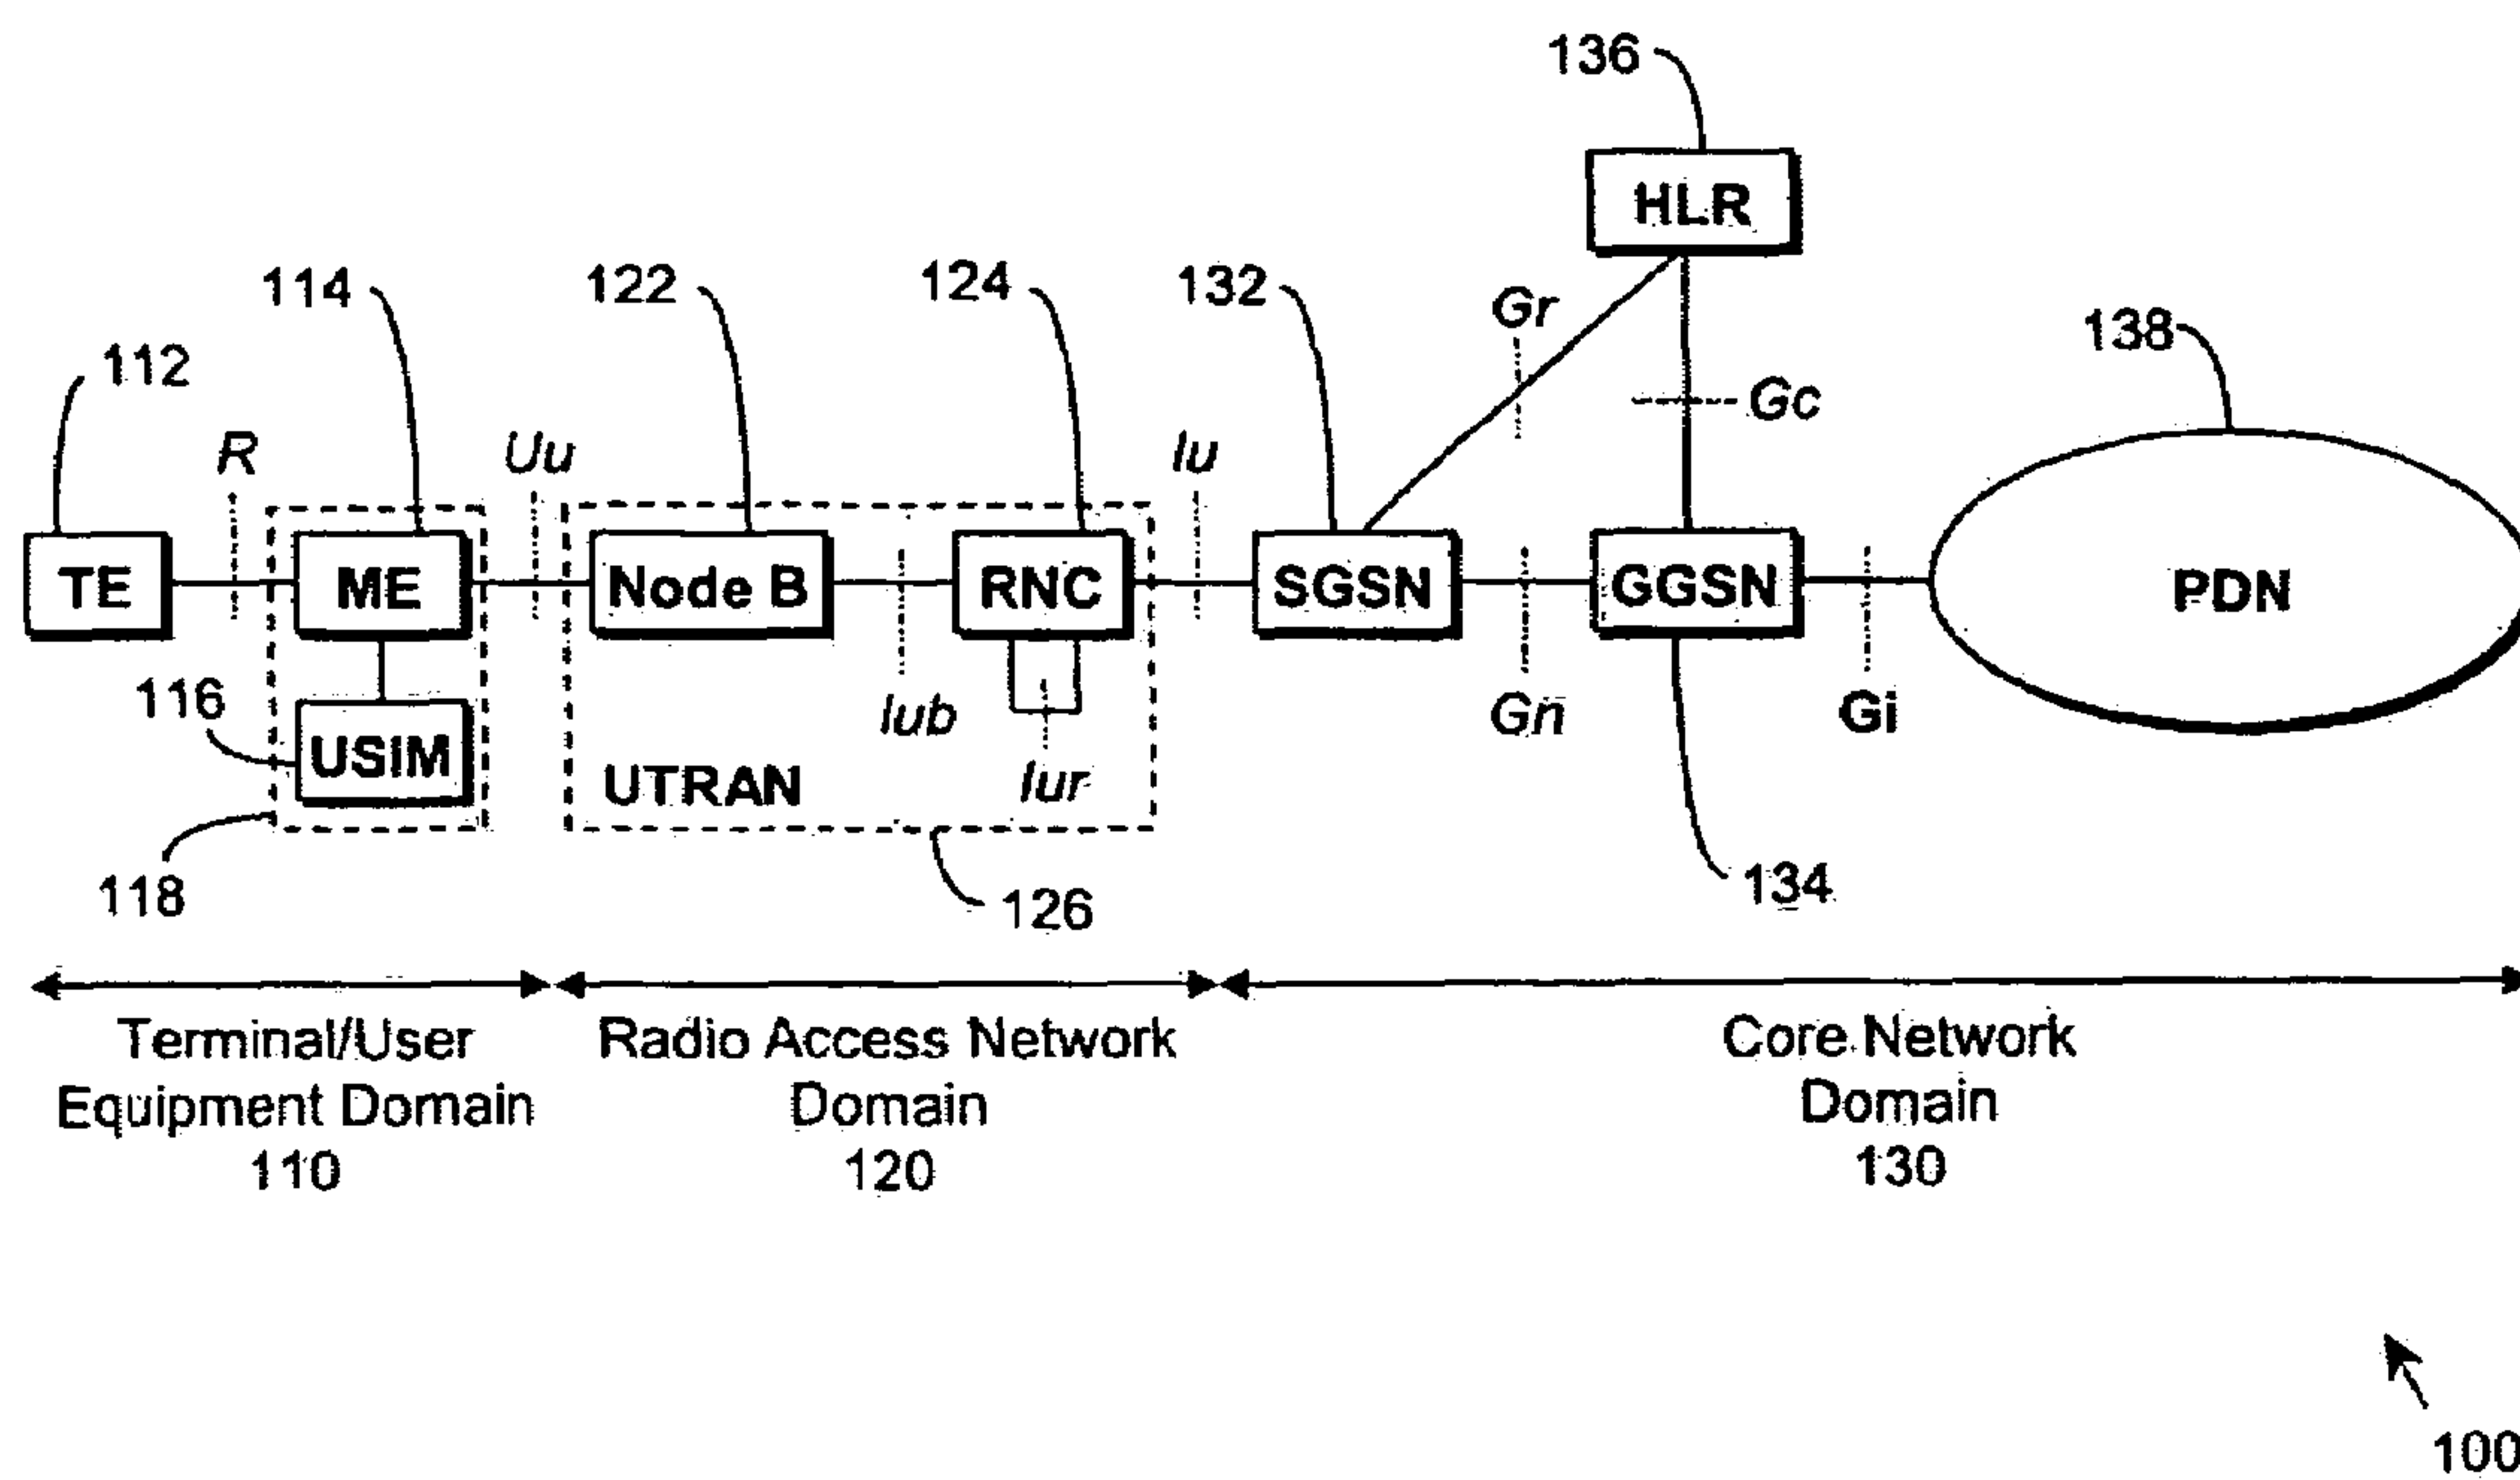 136
HLR
114
122
124
132
Gr
138
112
Gc
R
Uu
Iu
TE
ME
Node B
RNC
SGSN
GGSN
PDN
116
Iub
Gn
Gi
USIM
UTRAN
Iur
118
126
134
Terminal/User
Equipment Domain
110
Radio Access Network
Domain
120
Core Network
Domain
130
100